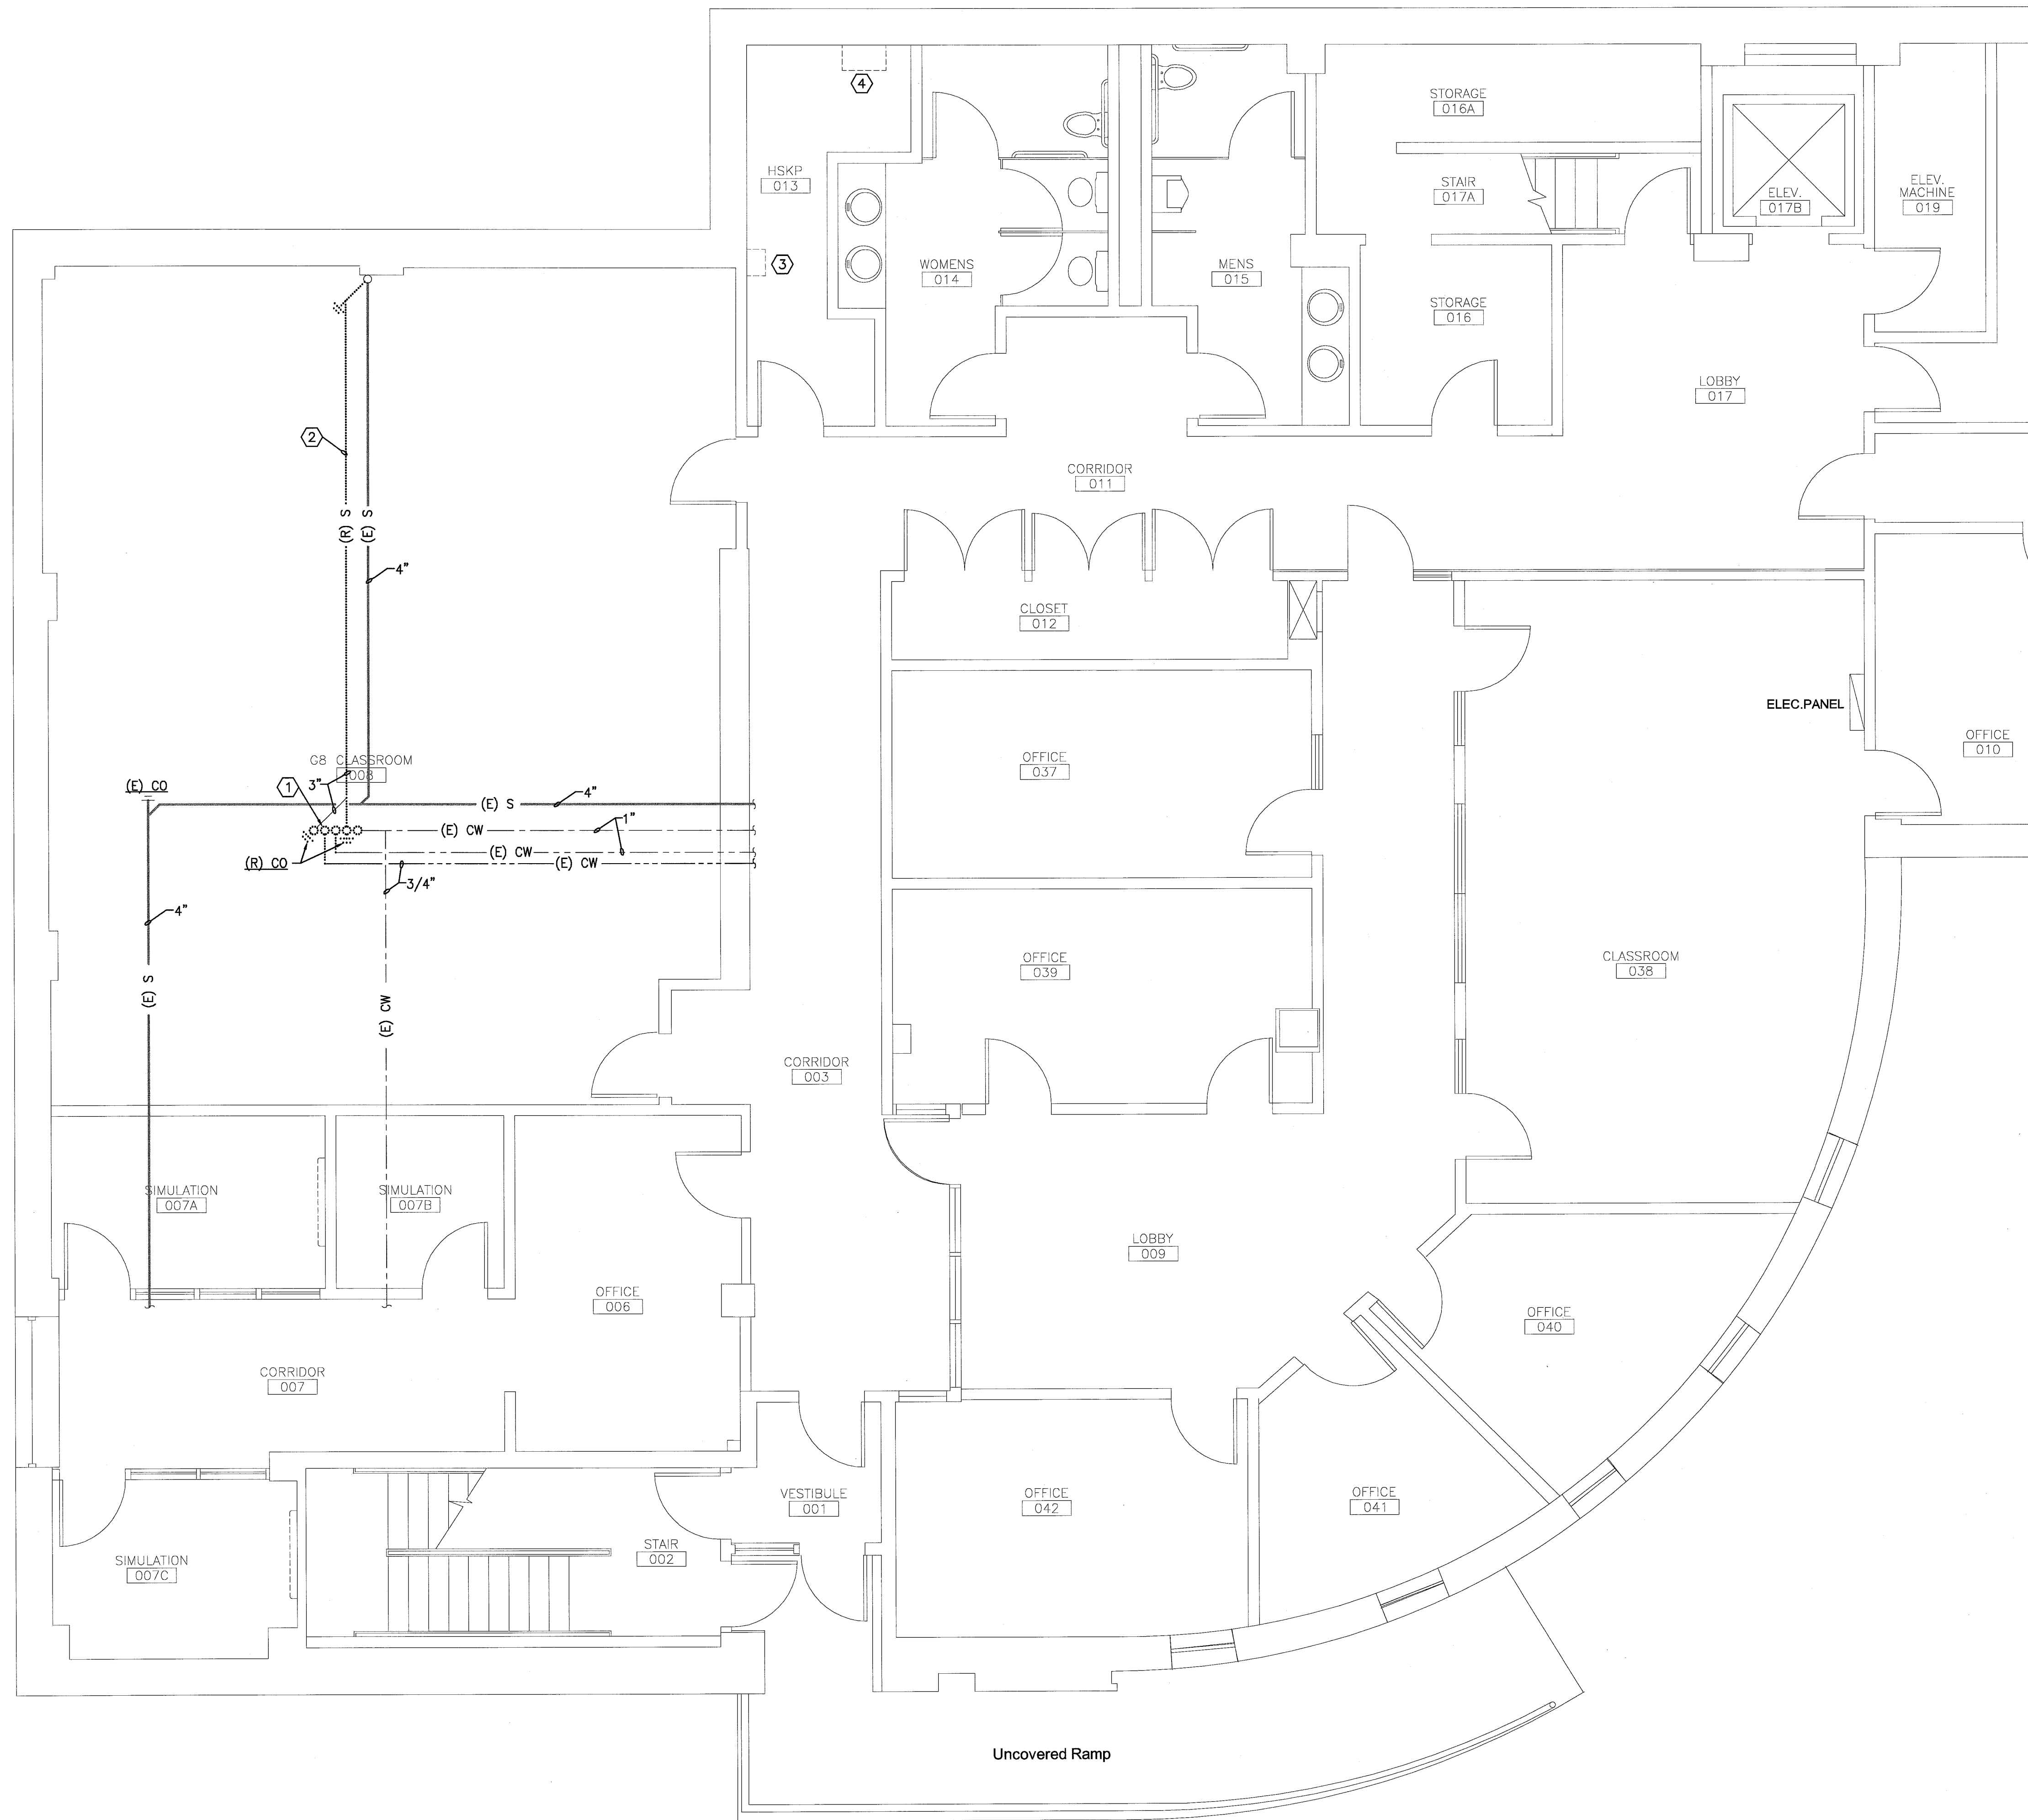 4
STORAGE
016A
HSKP
013
STAIR
017A
ELEV.
017B
ELEV.
MACHINE
019
3
WOMENS
014
MENS
015
STORAGE
016
LOBBY
017
2
CORRIDOR
011
(R) S
(E) S
4"
CLOSET
012
ELEC.PANEL
OFFICE
010
OFFICE
037
G8 CLASSROOM
008
(E) CO
1
3"
(E) S
4"
(E) CW
1"
(E) CW
(R) CO
(E) CW
3/4"
4"
(E) S
(E) CW
OFFICE
039
CLASSROOM
038
CORRIDOR
003
SIMULATION
007A
SIMULATION
007B
LOBBY
009
OFFICE
006
OFFICE
040
CORRIDOR
007
VESTIBULE
001
OFFICE
042
OFFICE
041
STAIR
002
SIMULATION
007C
Uncovered Ramp